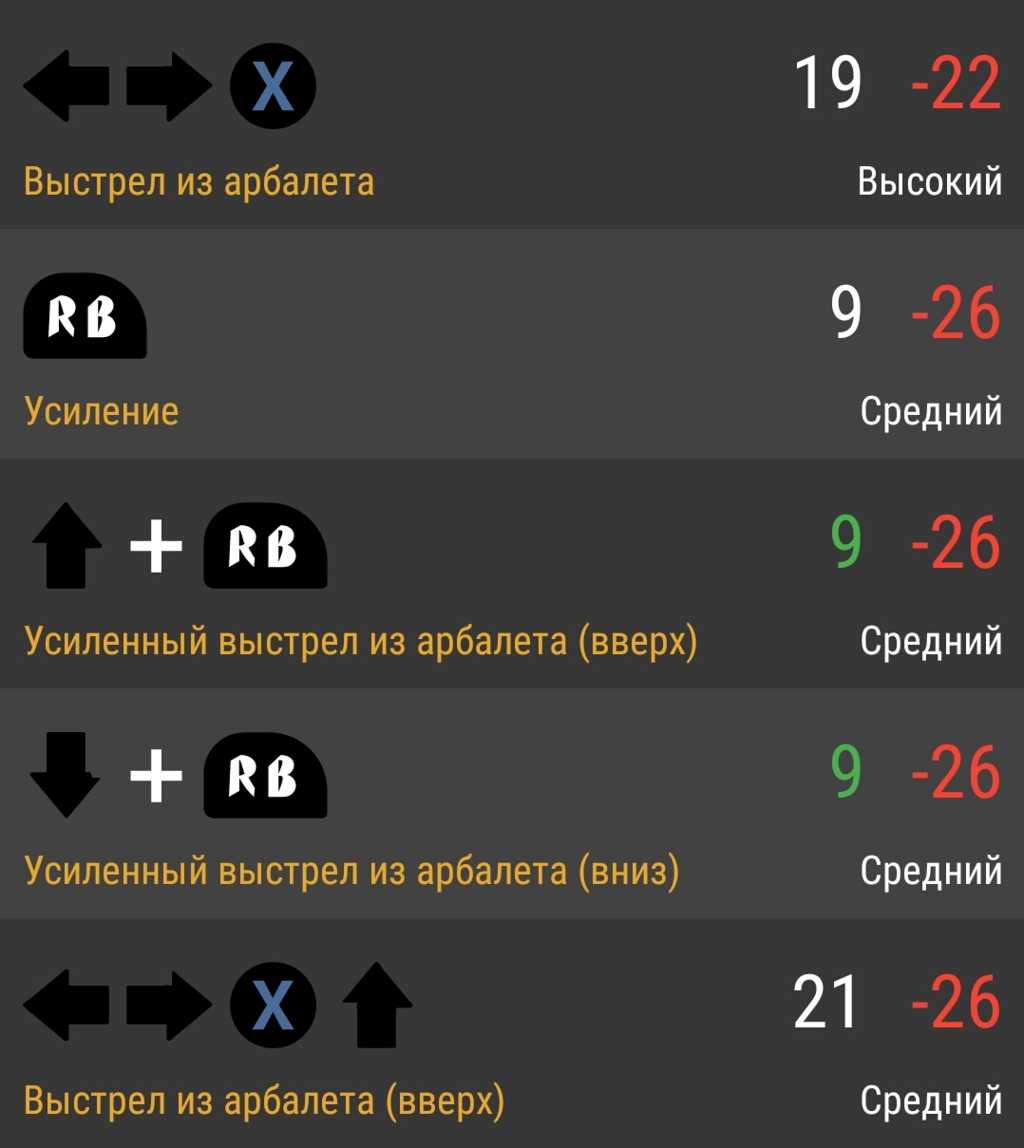 X 19 -22
Выстрел из арбалета Высокий
RB 9 -26
Усиление Средний
+ RB 9 -26
Усиленный выстрел из арбалета (вверх) Средний
+ RB 9 -26
Усиленный выстрел из арбалета (вниз) Средний
X 21 -26
Выстрел из арбалета (вверх) Средний